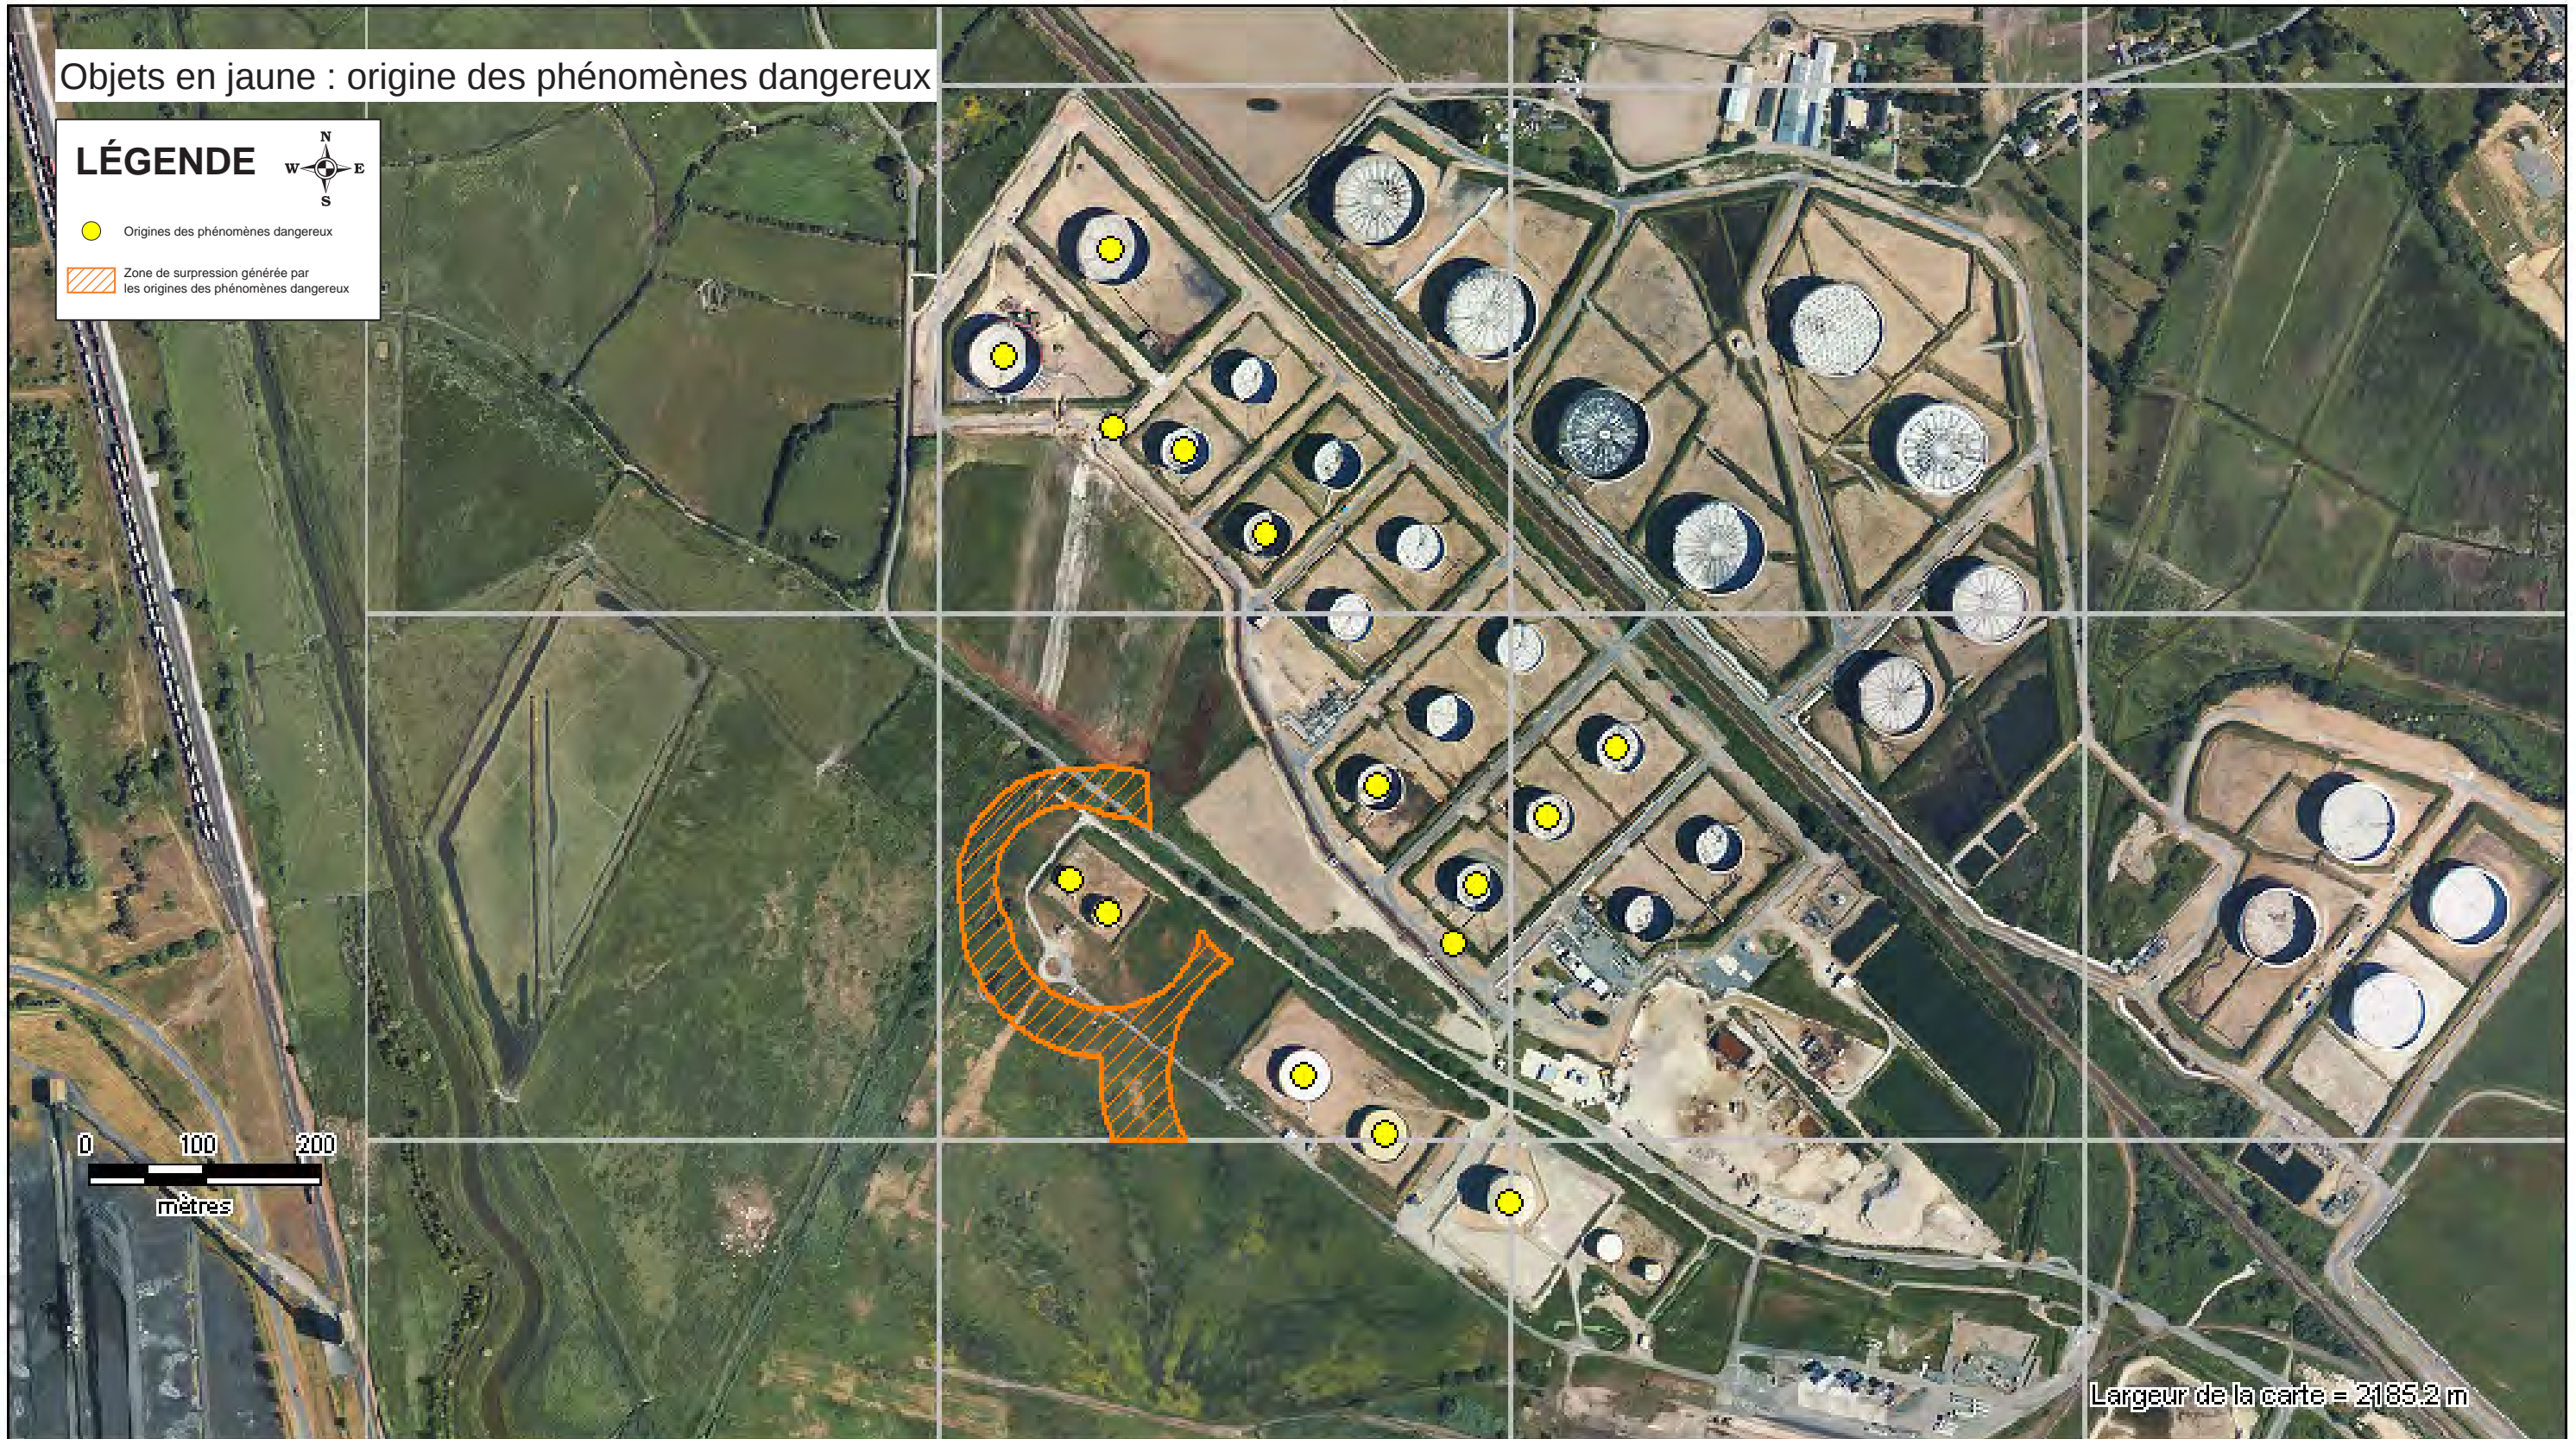 Objets en jaune : origine des phénomènes dangereux
LÉGENDE
N
W E
S
Origines des phénomènes dangereux
Zone de surpression générée par
les origines des phénomènes dangereux
0 100 200
mètres
Largeur de la carte = 2185.2 m